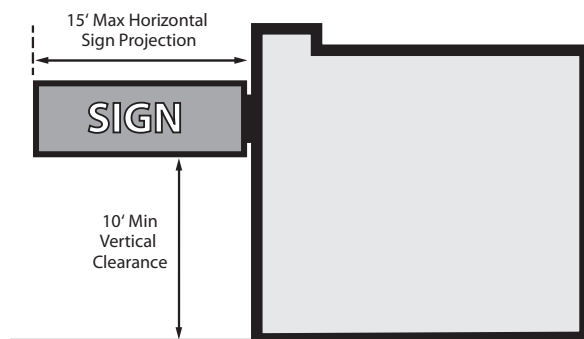 15‘ Max Horizontal
Sign Projection
SIGN
10‘ Min
Vertical
Clearance